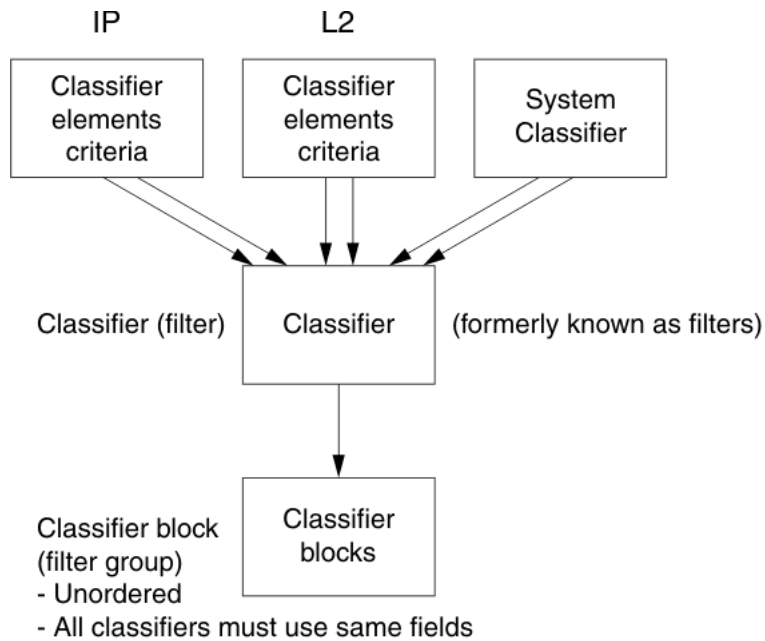 IP
L2
Classifier
elements
criteria
Classifier
elements
criteria
System
Classifier
Classifier (filter)
Classifier
(formerly known as filters)
Classifier block
(filter group)
- Unordered
- All classifiers must use same fields
Classifier
blocks